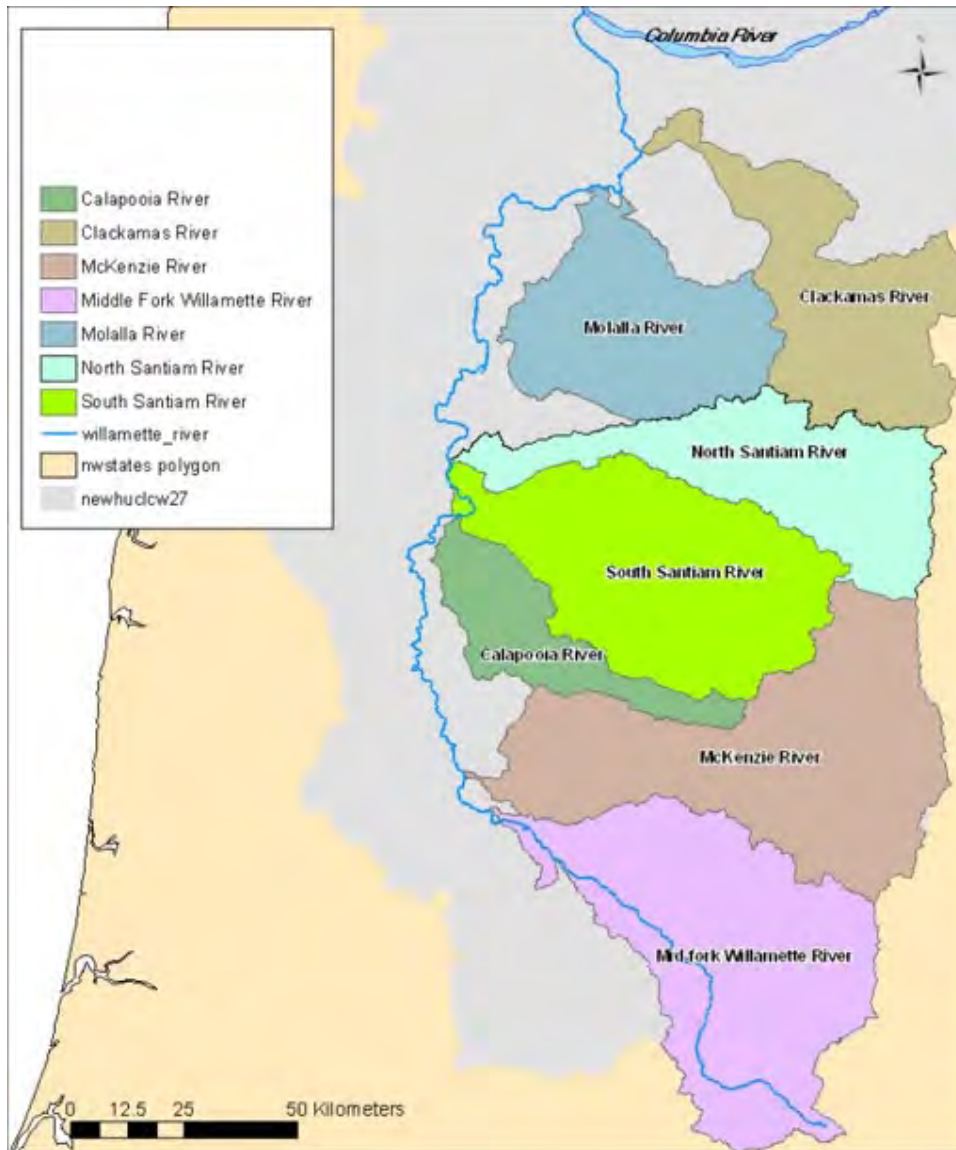 Columbia River
Calapooia River
Clackamas River
McKenzie River
Middle Fork Willamette River
Molalla River
North Santiam River
South Santiam River
willamette_river
nwstates polygon
newhuclcw27
Clackamas River
Molalla River
North Santiam River
South Santiam River
Calapooia River
McKenzie River
Mid fork Willamette River
0 12.5 25 50 Kilometers